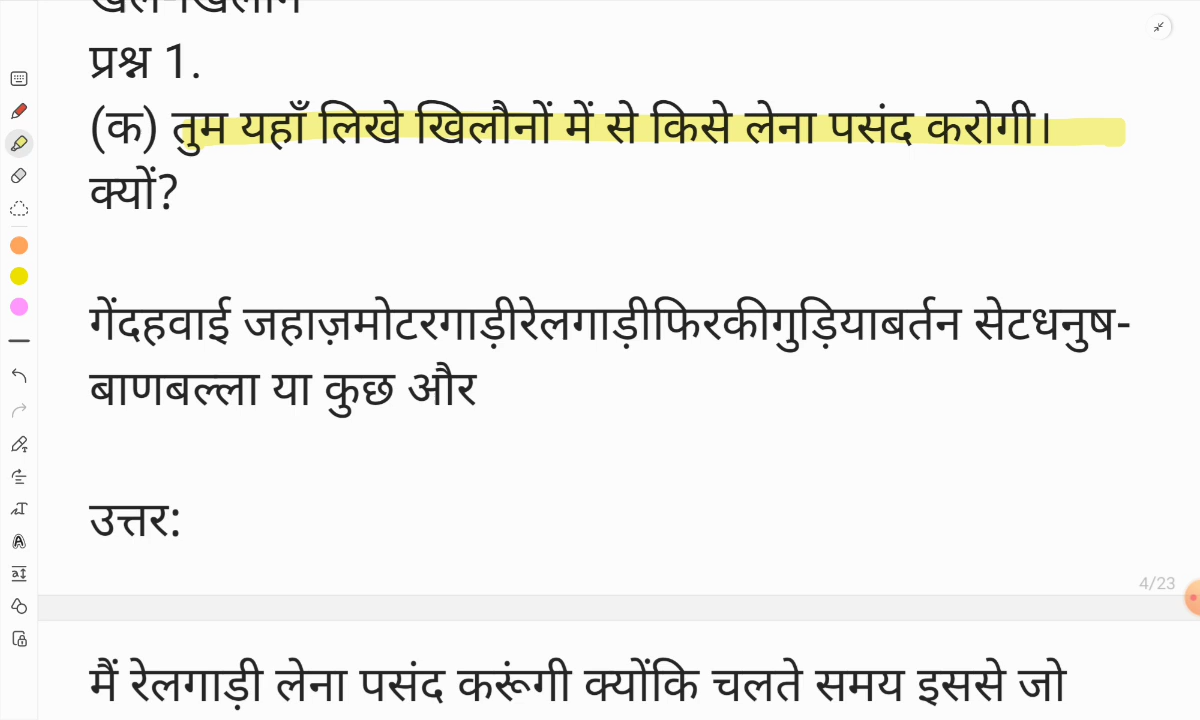 खेल-खिलौने
प्रश्न 1.
(क) तुम यहाँ लिखे खिलौनों में से किसे लेना पसंद करोगी।
क्यों?
गेंदहवाई जहाज़मोटरगाड़ीरेलगाड़ीफिरकीगुड़ियाबर्तन सेटधनुष-
बाणबल्ला या कुछ और
उत्तर:
4/23
मैं रेलगाड़ी लेना पसंद करूंगी क्योंकि चलते समय इससे जो